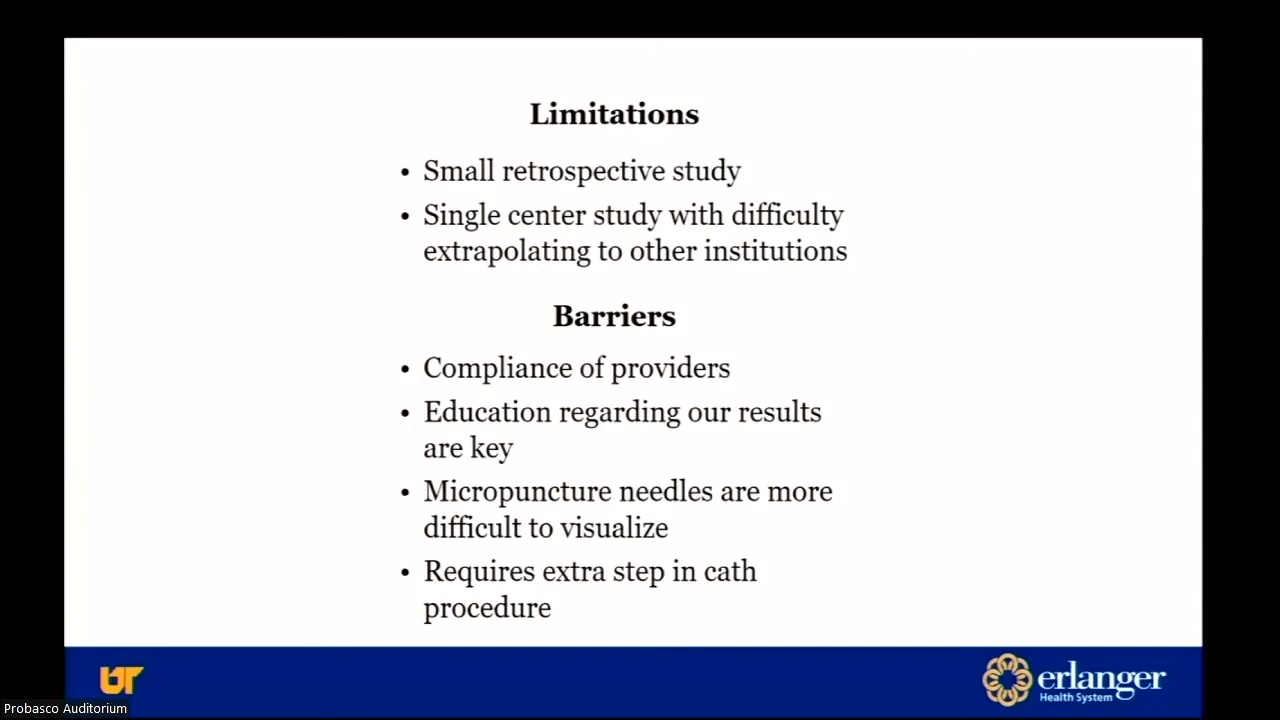 Limitations
• Small retrospective study
• Single center study with difficulty
extrapolating to other institutions
Barriers
• Compliance of providers
• Education regarding our results
are key
• Micropuncture needles are more
difficult to visualize
• Requires extra step in cath
procedure
UT
erlanger
Health System
Probasco Auditorium